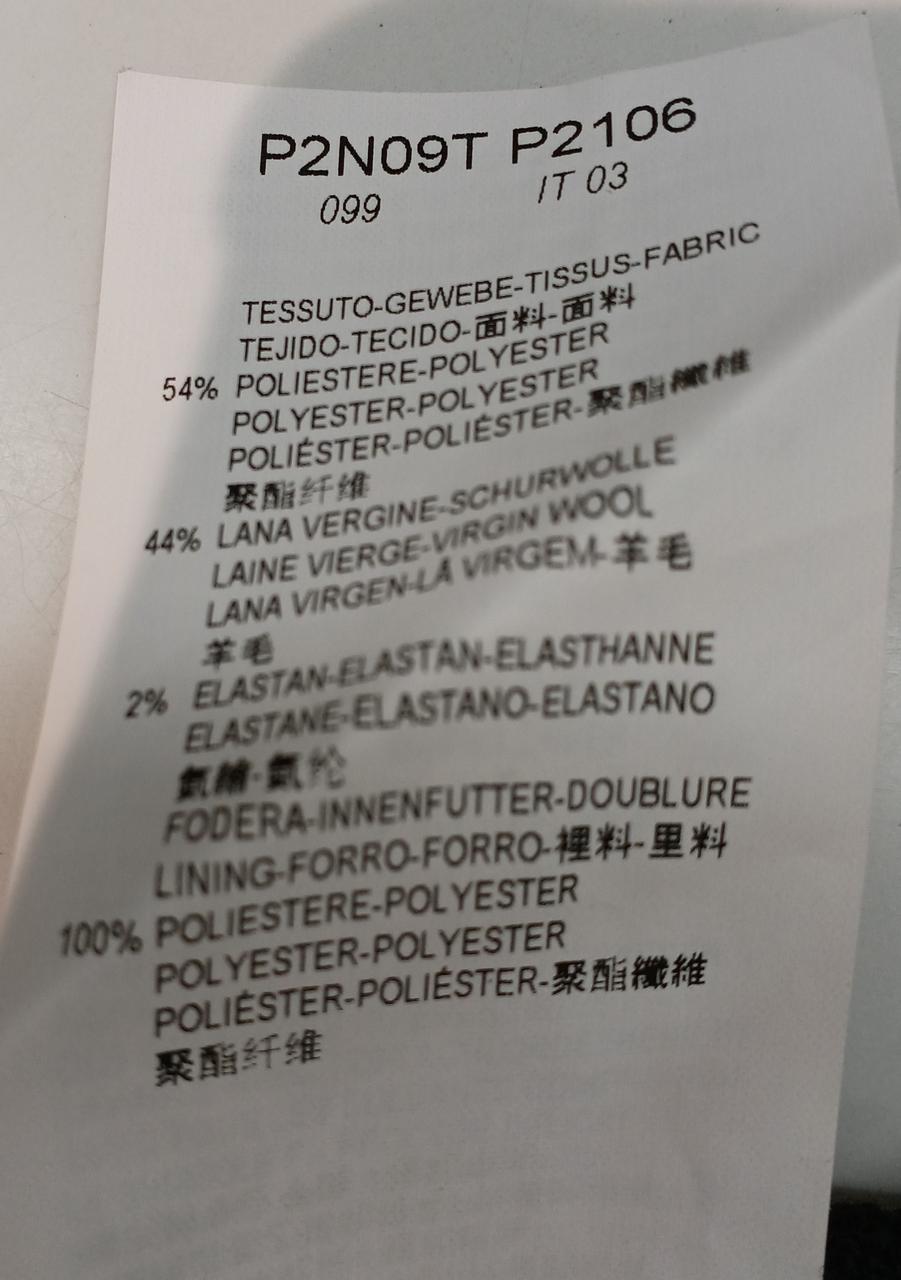 P2N09T P2106
099 IT 03
TESSUTO-GEWEBE-TISSUS-FABRIC
TEJIDO-TECIDO-面料-面料
54% POLIESTERE-POLYESTER
POLYESTER-POLYESTER
POLIÉSTER-POLIÉSTER-聚酯纖維
聚酯纤维
44% LANA VERGINE-SCHURWOLLE
LAINE VIERGE-VIRGIN WOOL
LANA VIRGEN-LÃ VIRGEM-羊毛
羊毛
2% ELASTAN-ELASTAN-ELASTHANNE
ELASTANE-ELASTANO-ELASTANO
氨綸-氨纶
FODERA-INNENFUTTER-DOUBLURE
LINING-FORRO-FORRO-裡料-里料
100% POLIESTERE-POLYESTER
POLYESTER-POLYESTER
POLIÉSTER-POLIÉSTER-聚酯纖維
聚酯纤维